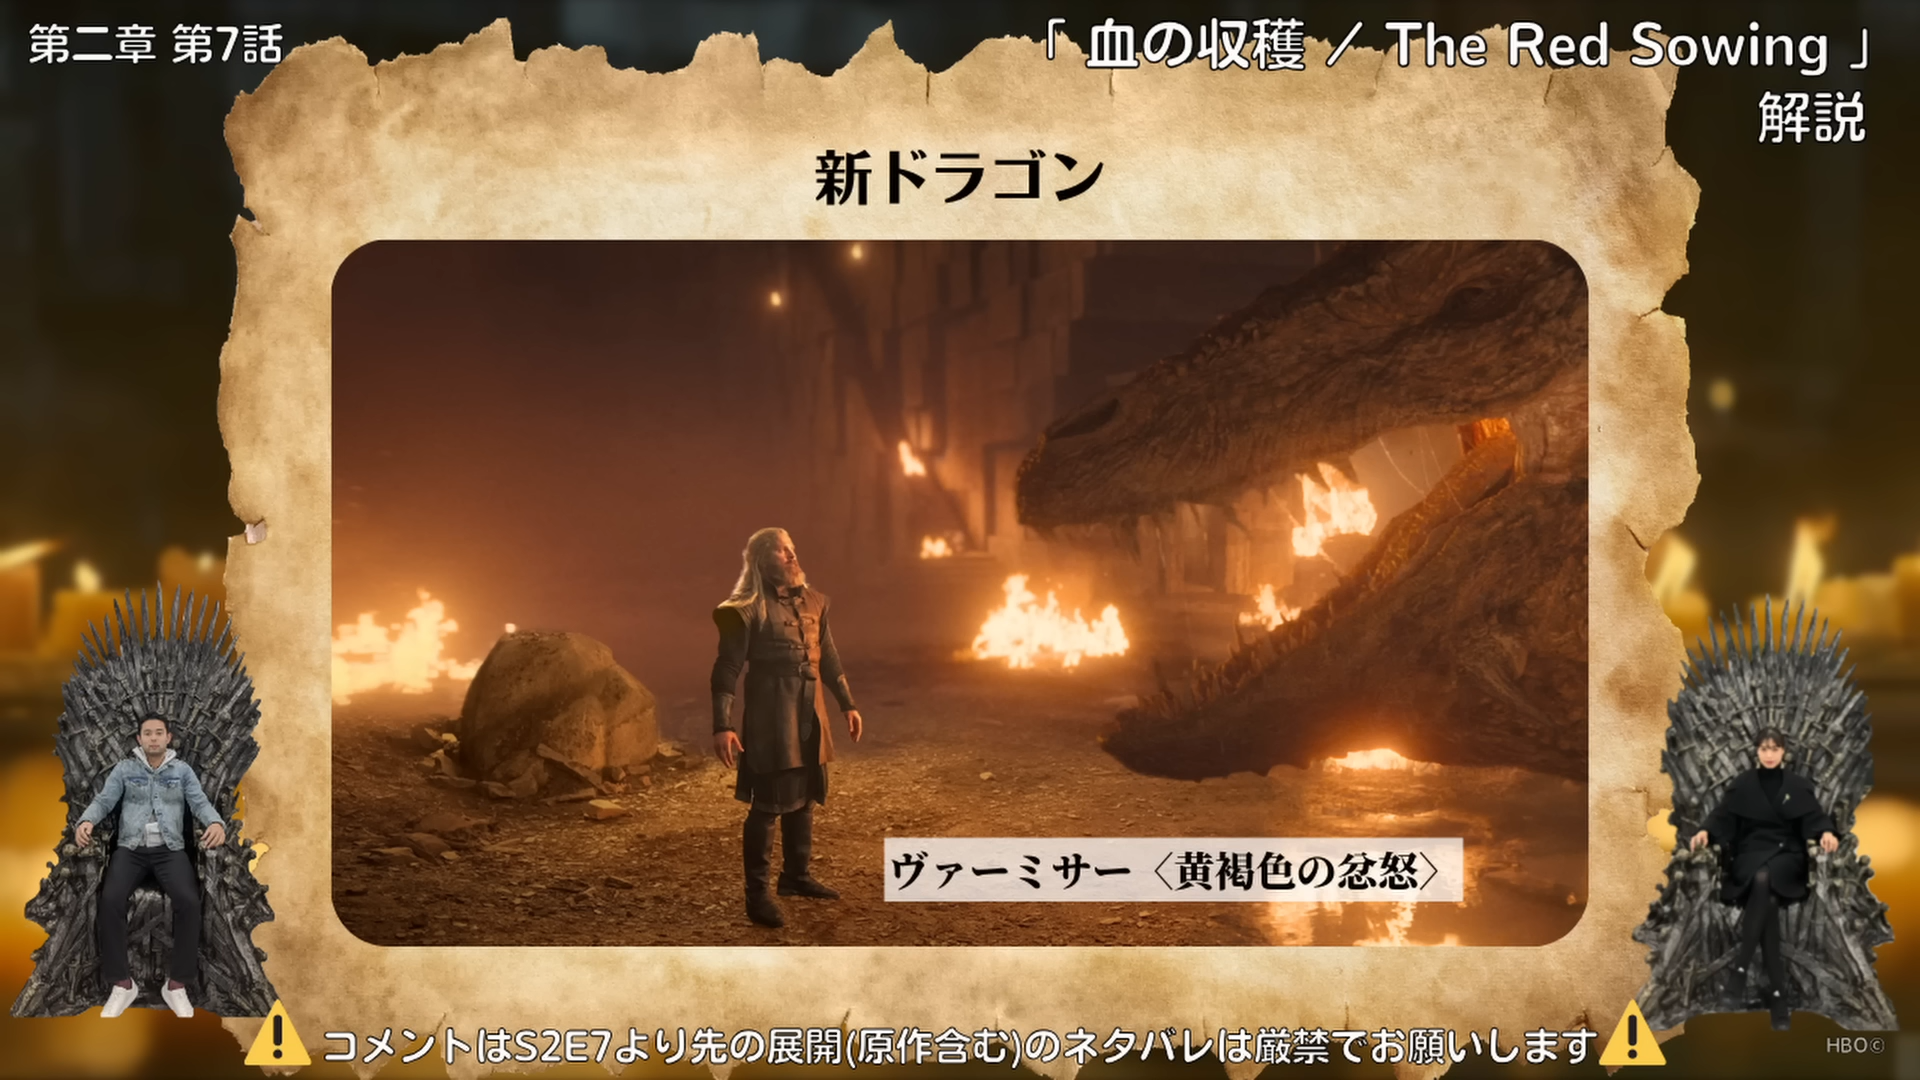 第二章 第7話
「 血の収穫 / The Red Sowing 」
解説
新ドラゴン
ヴァーミサー〈黄褐色の忿怒〉
コメントはS2E7より先の展開(原作含む)のネタバレは厳禁でお願いします
HBO©